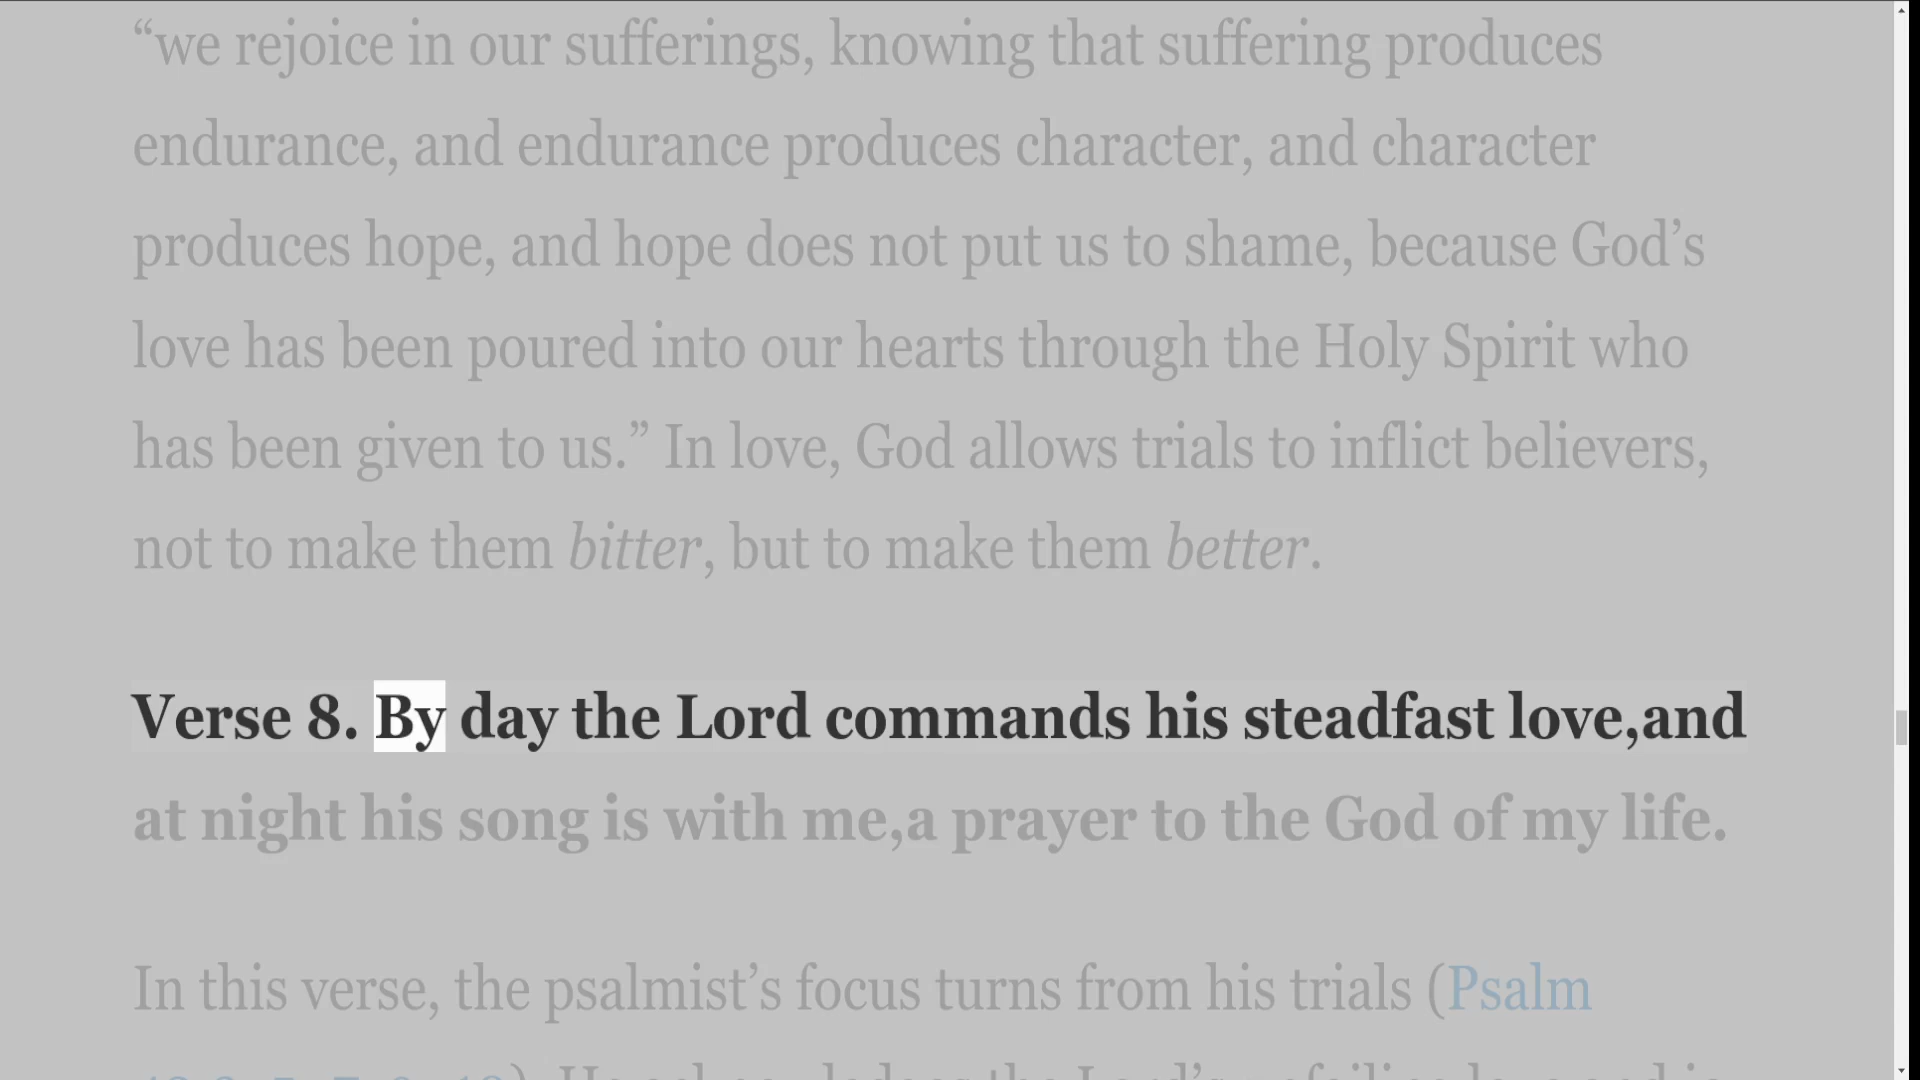 “we rejoice in our sufferings, knowing that suffering produces
endurance, and endurance produces character, and character
produces hope, and hope does not put us to shame, because God’s
love has been poured into our hearts through the Holy Spirit who
has been given to us.” In love, God allows trials to inflict believers,
not to make them bitter, but to make them better.
Verse 8. By day the Lord commands his steadfast love,and
at night his song is with me,a prayer to the God of my life.
In this verse, the psalmist’s focus turns from his trials (Psalm